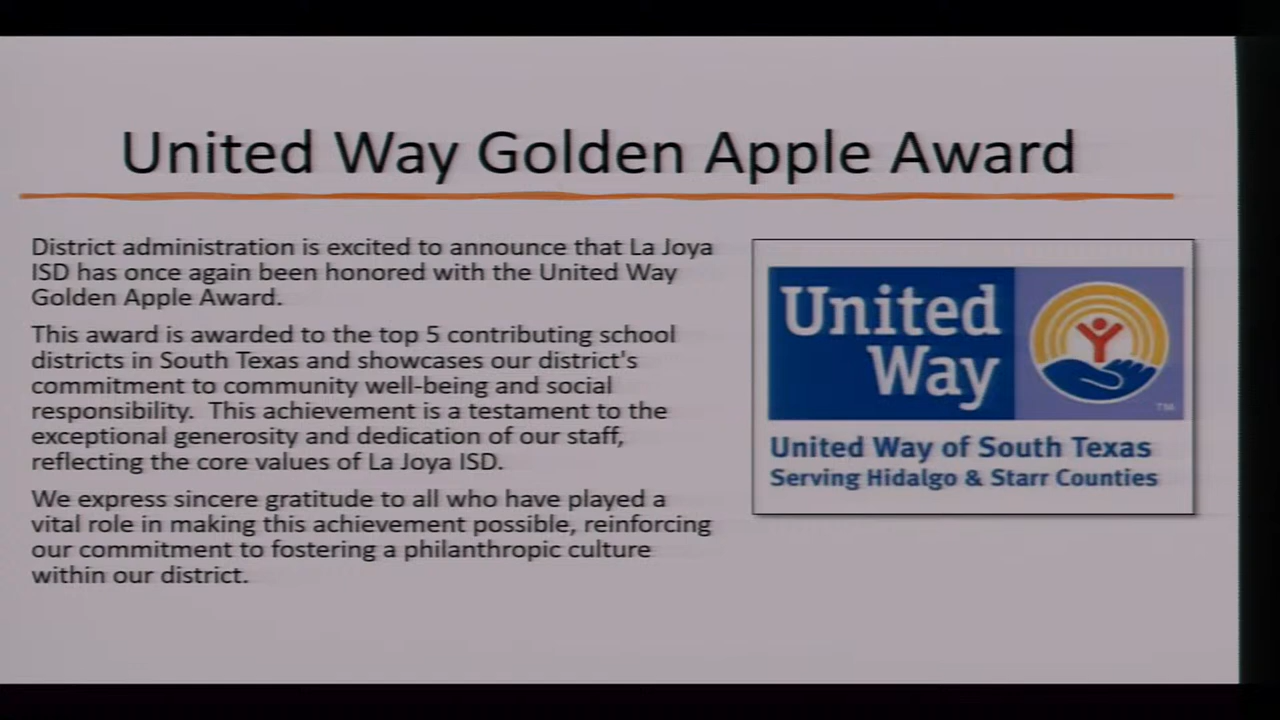 United Way Golden Apple Award
District administration is excited to announce that La Joya
ISD has once again been honored with the United Way
Golden Apple Award.
This award is awarded to the top 5 contributing school
districts in South Texas and showcases our district's
commitment to community well-being and social
responsibility.  This achievement is a testament to the
exceptional generosity and dedication of our staff,
reflecting the core values of La Joya ISD.
We express sincere gratitude to all who have played a
vital role in making this achievement possible, reinforcing
our commitment to fostering a philanthropic culture
within our district.
United
Way
TM
United Way of South Texas
Serving Hidalgo & Starr Counties